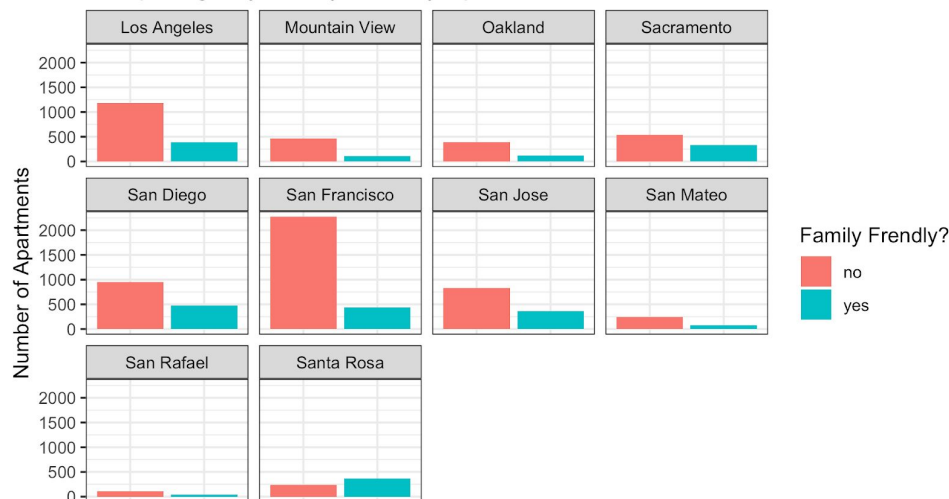 Los Angeles Mountain View Oakland Sacramento
2000
1500
1000
500
0
San Diego San Francisco San Jose San Mateo
2000
1500
1000
500
0
San Rafael Santa Rosa
2000
1500
1000
500
0
Number of Apartments
Family Frendly?
no
yes